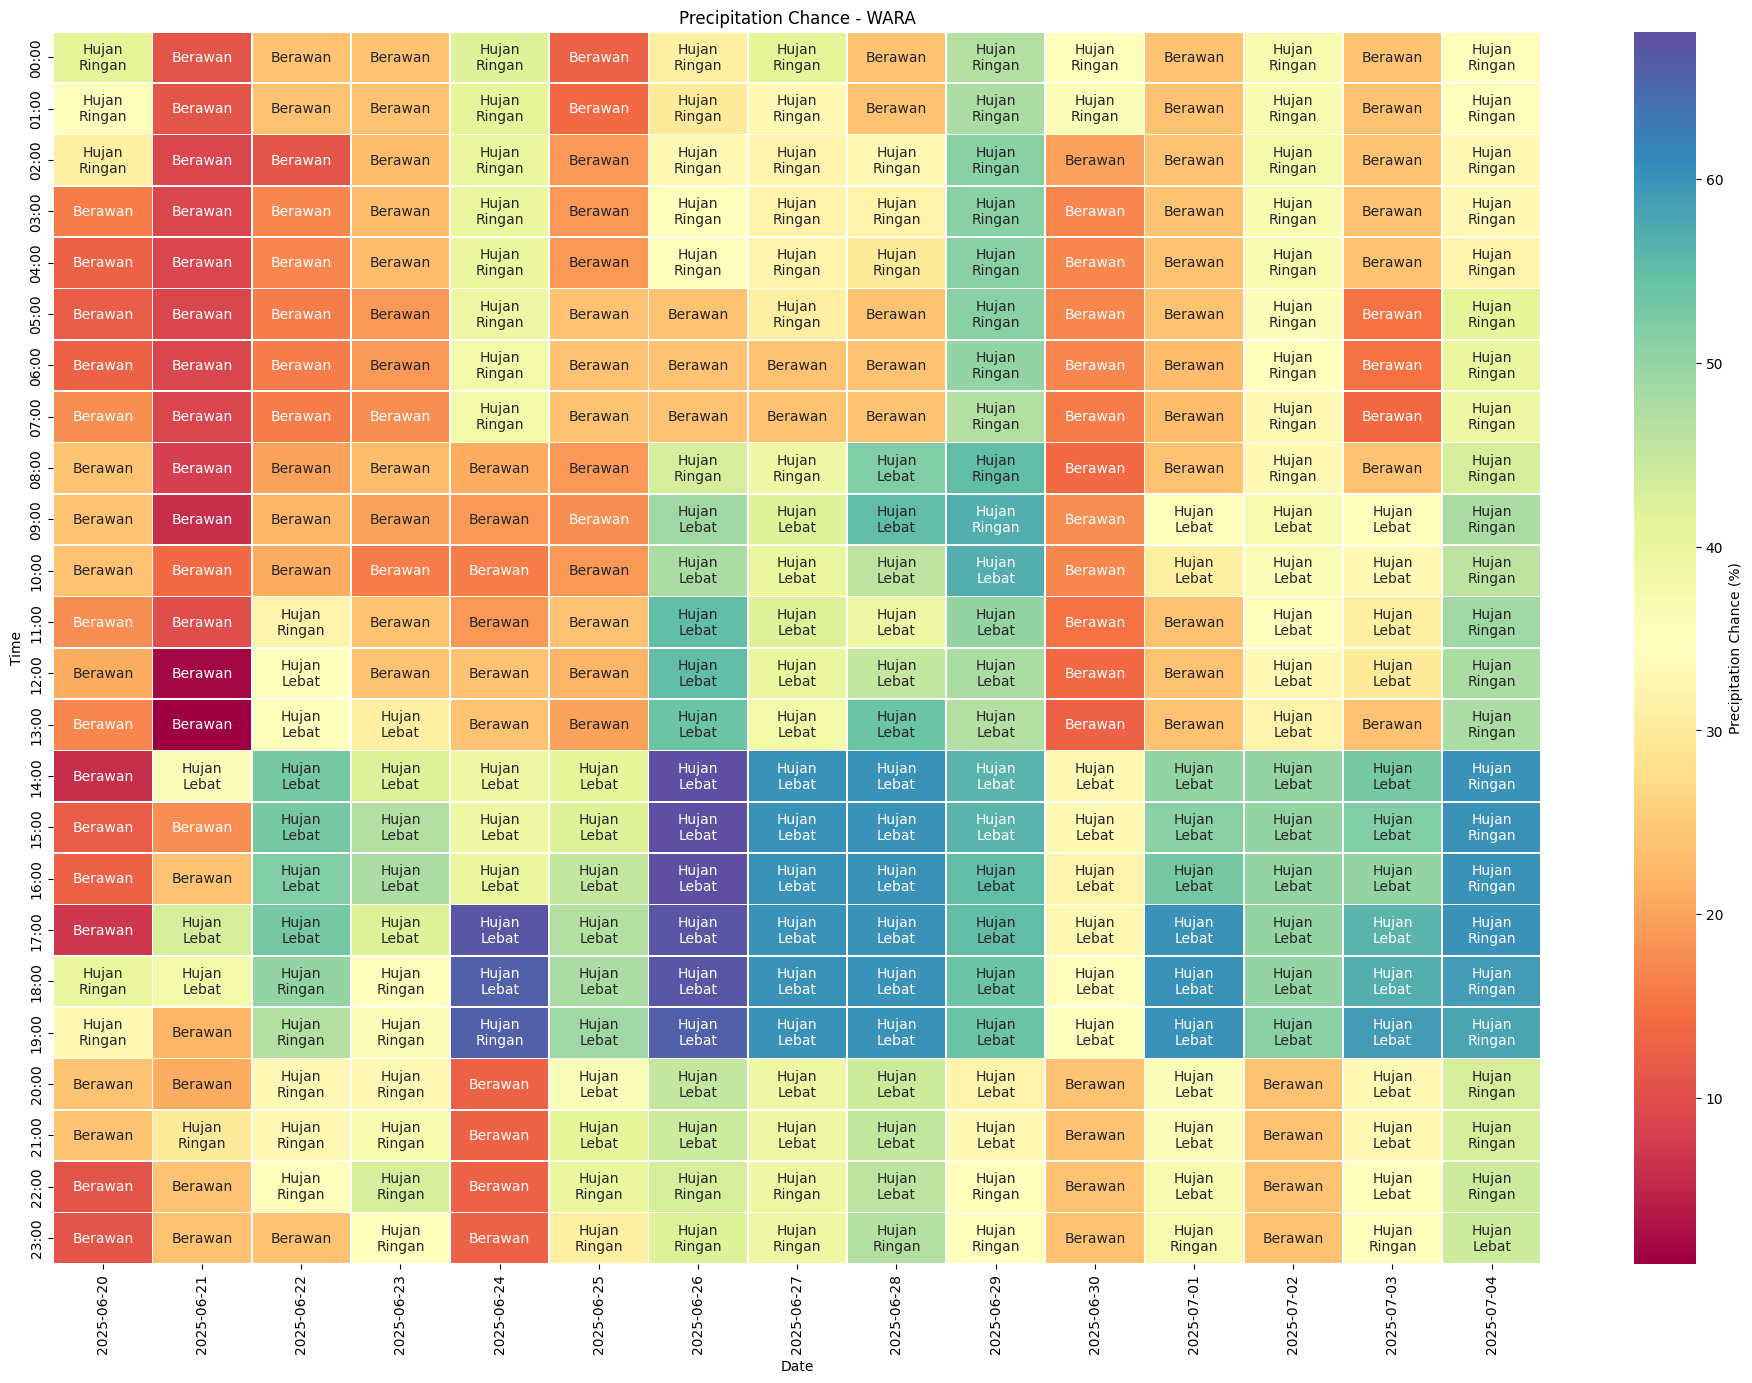 Precipitation Chance - WARA
00:00 Hujan Ringan Berawan Berawan Berawan Hujan Ringan Berawan Hujan Ringan Hujan Ringan Berawan Hujan Ringan Hujan Ringan Berawan Hujan Ringan Berawan Hujan Ringan
01:00 Hujan Ringan Berawan Berawan Berawan Hujan Ringan Berawan Hujan Ringan Hujan Ringan Berawan Hujan Ringan Hujan Ringan Berawan Hujan Ringan Berawan Hujan Ringan
02:00 Hujan Ringan Berawan Berawan Berawan Hujan Ringan Berawan Hujan Ringan Hujan Ringan Hujan Ringan Hujan Ringan Berawan Berawan Hujan Ringan Berawan Hujan Ringan
03:00 Berawan Berawan Berawan Berawan Hujan Ringan Berawan Hujan Ringan Hujan Ringan Hujan Ringan Hujan Ringan Berawan Berawan Hujan Ringan Berawan Hujan Ringan
04:00 Berawan Berawan Berawan Berawan Hujan Ringan Berawan Hujan Ringan Hujan Ringan Hujan Ringan Hujan Ringan Berawan Berawan Hujan Ringan Berawan Hujan Ringan
05:00 Berawan Berawan Berawan Berawan Hujan Ringan Berawan Berawan Hujan Ringan Berawan Hujan Ringan Berawan Berawan Hujan Ringan Berawan Hujan Ringan
06:00 Berawan Berawan Berawan Berawan Hujan Ringan Berawan Berawan Berawan Berawan Hujan Ringan Berawan Berawan Hujan Ringan Berawan Hujan Ringan
07:00 Berawan Berawan Berawan Berawan Hujan Ringan Berawan Berawan Berawan Berawan Hujan Ringan Berawan Berawan Hujan Ringan Berawan Hujan Ringan
08:00 Berawan Berawan Berawan Berawan Berawan Berawan Hujan Ringan Hujan Ringan Hujan Lebat Hujan Ringan Berawan Berawan Hujan Ringan Berawan Hujan Ringan
09:00 Berawan Berawan Berawan Berawan Berawan Berawan Hujan Lebat Hujan Lebat Hujan Lebat Hujan Ringan Berawan Hujan Lebat Hujan Lebat Hujan Lebat Hujan Ringan
10:00 Berawan Berawan Berawan Berawan Berawan Berawan Hujan Lebat Hujan Lebat Hujan Lebat Hujan Lebat Berawan Hujan Lebat Hujan Lebat Hujan Lebat Hujan Ringan
11:00 Berawan Berawan Hujan Ringan Berawan Berawan Berawan Hujan Lebat Hujan Lebat Hujan Lebat Hujan Lebat Berawan Berawan Hujan Lebat Hujan Lebat Hujan Ringan
12:00 Berawan Berawan Hujan Lebat Berawan Berawan Berawan Hujan Lebat Hujan Lebat Hujan Lebat Hujan Lebat Berawan Berawan Hujan Lebat Hujan Lebat Hujan Ringan
13:00 Berawan Berawan Hujan Lebat Hujan Lebat Berawan Berawan Hujan Lebat Hujan Lebat Hujan Lebat Hujan Lebat Berawan Berawan Hujan Lebat Berawan Hujan Ringan
14:00 Berawan Hujan Lebat Hujan Lebat Hujan Lebat Hujan Lebat Hujan Lebat Hujan Lebat Hujan Lebat Hujan Lebat Hujan Lebat Hujan Lebat Hujan Lebat Hujan Lebat Hujan Lebat Hujan Ringan
15:00 Berawan Berawan Hujan Lebat Hujan Lebat Hujan Lebat Hujan Lebat Hujan Lebat Hujan Lebat Hujan Lebat Hujan Lebat Hujan Lebat Hujan Lebat Hujan Lebat Hujan Lebat Hujan Ringan
16:00 Berawan Berawan Hujan Lebat Hujan Lebat Hujan Lebat Hujan Lebat Hujan Lebat Hujan Lebat Hujan Lebat Hujan Lebat Hujan Lebat Hujan Lebat Hujan Lebat Hujan Lebat Hujan Ringan
17:00 Berawan Hujan Lebat Hujan Lebat Hujan Lebat Hujan Lebat Hujan Lebat Hujan Lebat Hujan Lebat Hujan Lebat Hujan Lebat Hujan Lebat Hujan Lebat Hujan Lebat Hujan Lebat Hujan Ringan
18:00 Hujan Ringan Hujan Lebat Hujan Ringan Hujan Ringan Hujan Lebat Hujan Lebat Hujan Lebat Hujan Lebat Hujan Lebat Hujan Lebat Hujan Lebat Hujan Lebat Hujan Lebat Hujan Lebat Hujan Ringan
19:00 Hujan Ringan Berawan Hujan Ringan Hujan Ringan Hujan Ringan Hujan Lebat Hujan Lebat Hujan Lebat Hujan Lebat Hujan Lebat Hujan Lebat Hujan Lebat Hujan Lebat Hujan Lebat Hujan Ringan
20:00 Berawan Berawan Hujan Ringan Hujan Ringan Berawan Hujan Lebat Hujan Lebat Hujan Lebat Hujan Lebat Hujan Lebat Berawan Hujan Lebat Berawan Hujan Lebat Hujan Ringan
21:00 Berawan Hujan Ringan Hujan Ringan Hujan Ringan Berawan Hujan Lebat Hujan Lebat Hujan Lebat Hujan Lebat Hujan Lebat Berawan Hujan Lebat Berawan Hujan Lebat Hujan Ringan
22:00 Berawan Berawan Hujan Ringan Hujan Ringan Berawan Hujan Ringan Hujan Ringan Hujan Ringan Hujan Lebat Hujan Ringan Berawan Hujan Lebat Berawan Hujan Lebat Hujan Ringan
23:00 Berawan Berawan Berawan Hujan Ringan Berawan Hujan Ringan Hujan Ringan Hujan Ringan Hujan Ringan Hujan Ringan Berawan Hujan Ringan Berawan Hujan Ringan Hujan Lebat
Time
2025-06-20 2025-06-21 2025-06-22 2025-06-23 2025-06-24 2025-06-25 2025-06-26 2025-06-27 2025-06-28 2025-06-29 2025-06-30 2025-07-01 2025-07-02 2025-07-03 2025-07-04
Date
60
50
40
30
20
10
Precipitation Chance (%)